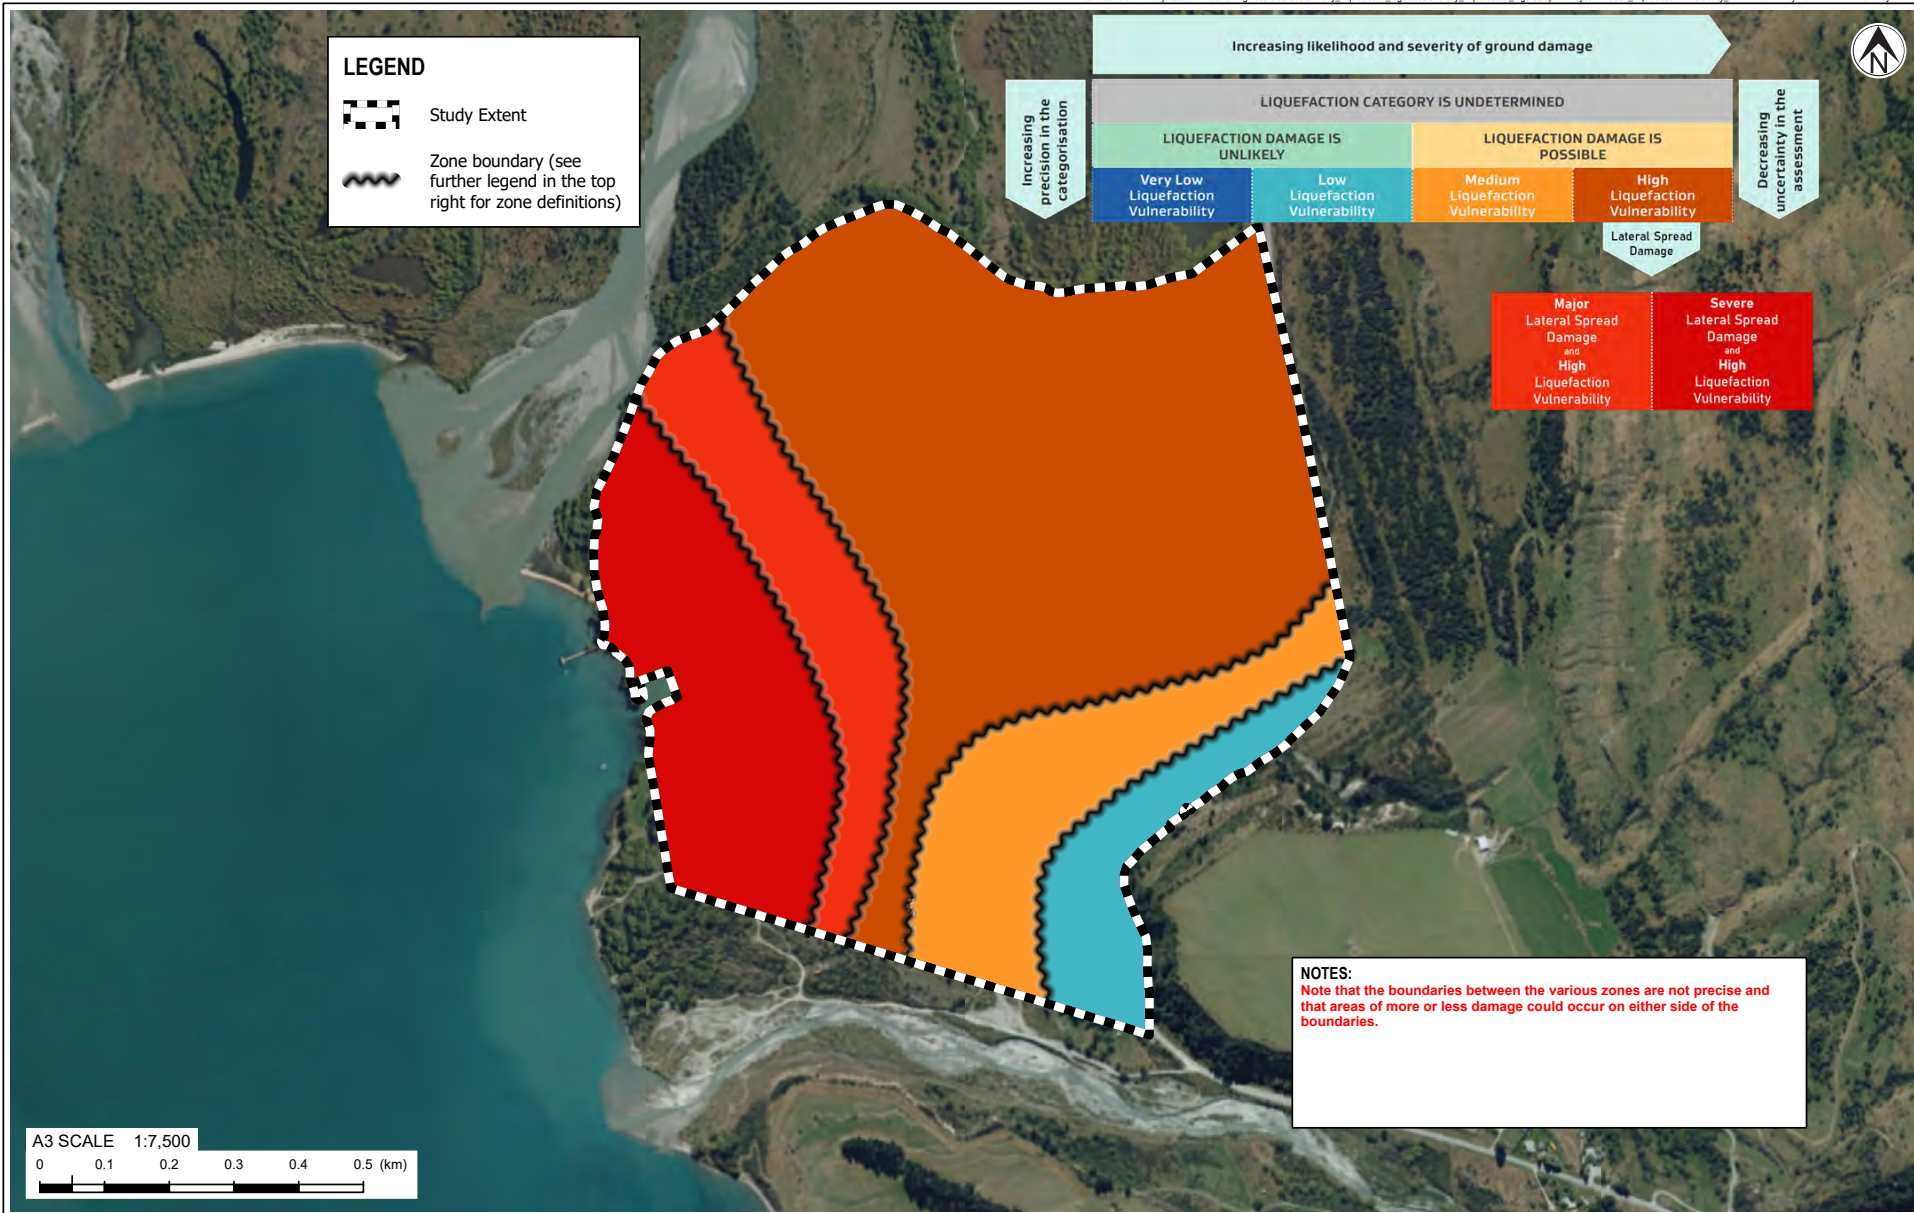 LEGEND
Study Extent
Zone boundary (see
further legend in the top
right for zone definitions)
Increasing likelihood and severity of ground damage
Increasing
precision in the
categorisation
LIQUEFACTION CATEGORY IS UNDETERMINED
LIQUEFACTION DAMAGE IS
UNLIKELY
LIQUEFACTION DAMAGE IS
POSSIBLE
Very Low
Liquefaction
Vulnerability
Low
Liquefaction
Vulnerability
Medium
Liquefaction
Vulnerability
High
Liquefaction
Vulnerability
Decreasing
uncertainty in the
assessment
Lateral Spread
Damage
Major
Lateral Spread
Damage
and
High
Liquefaction
Vulnerability
Severe
Lateral Spread
Damage
and
High
Liquefaction
Vulnerability
N
NOTES:
Note that the boundaries between the various zones are not precise and
that areas of more or less damage could occur on either side of the
boundaries.
A3 SCALE 1:7,500
0 0.1 0.2 0.3 0.4 0.5 (km)